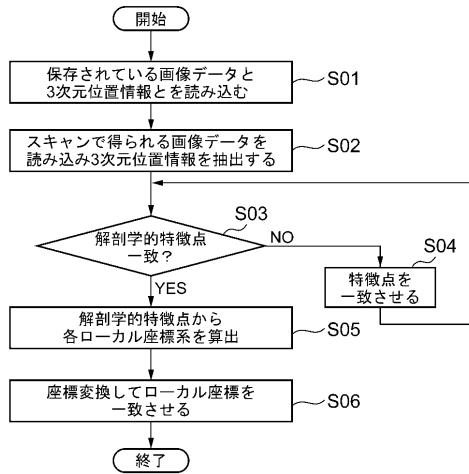 開始
保存されている画像データと
3次元位置情報とを読み込む
S01
スキャンで得られる画像データを
読み込み3次元位置情報を抽出する
S02
解剖学的特徴点
一致？
S03
NO
YES
S04
特徴点を
一致させる
解剖学的特徴点から
各ローカル座標系を算出
S05
座標変換してローカル座標を
一致させる
S06
終了